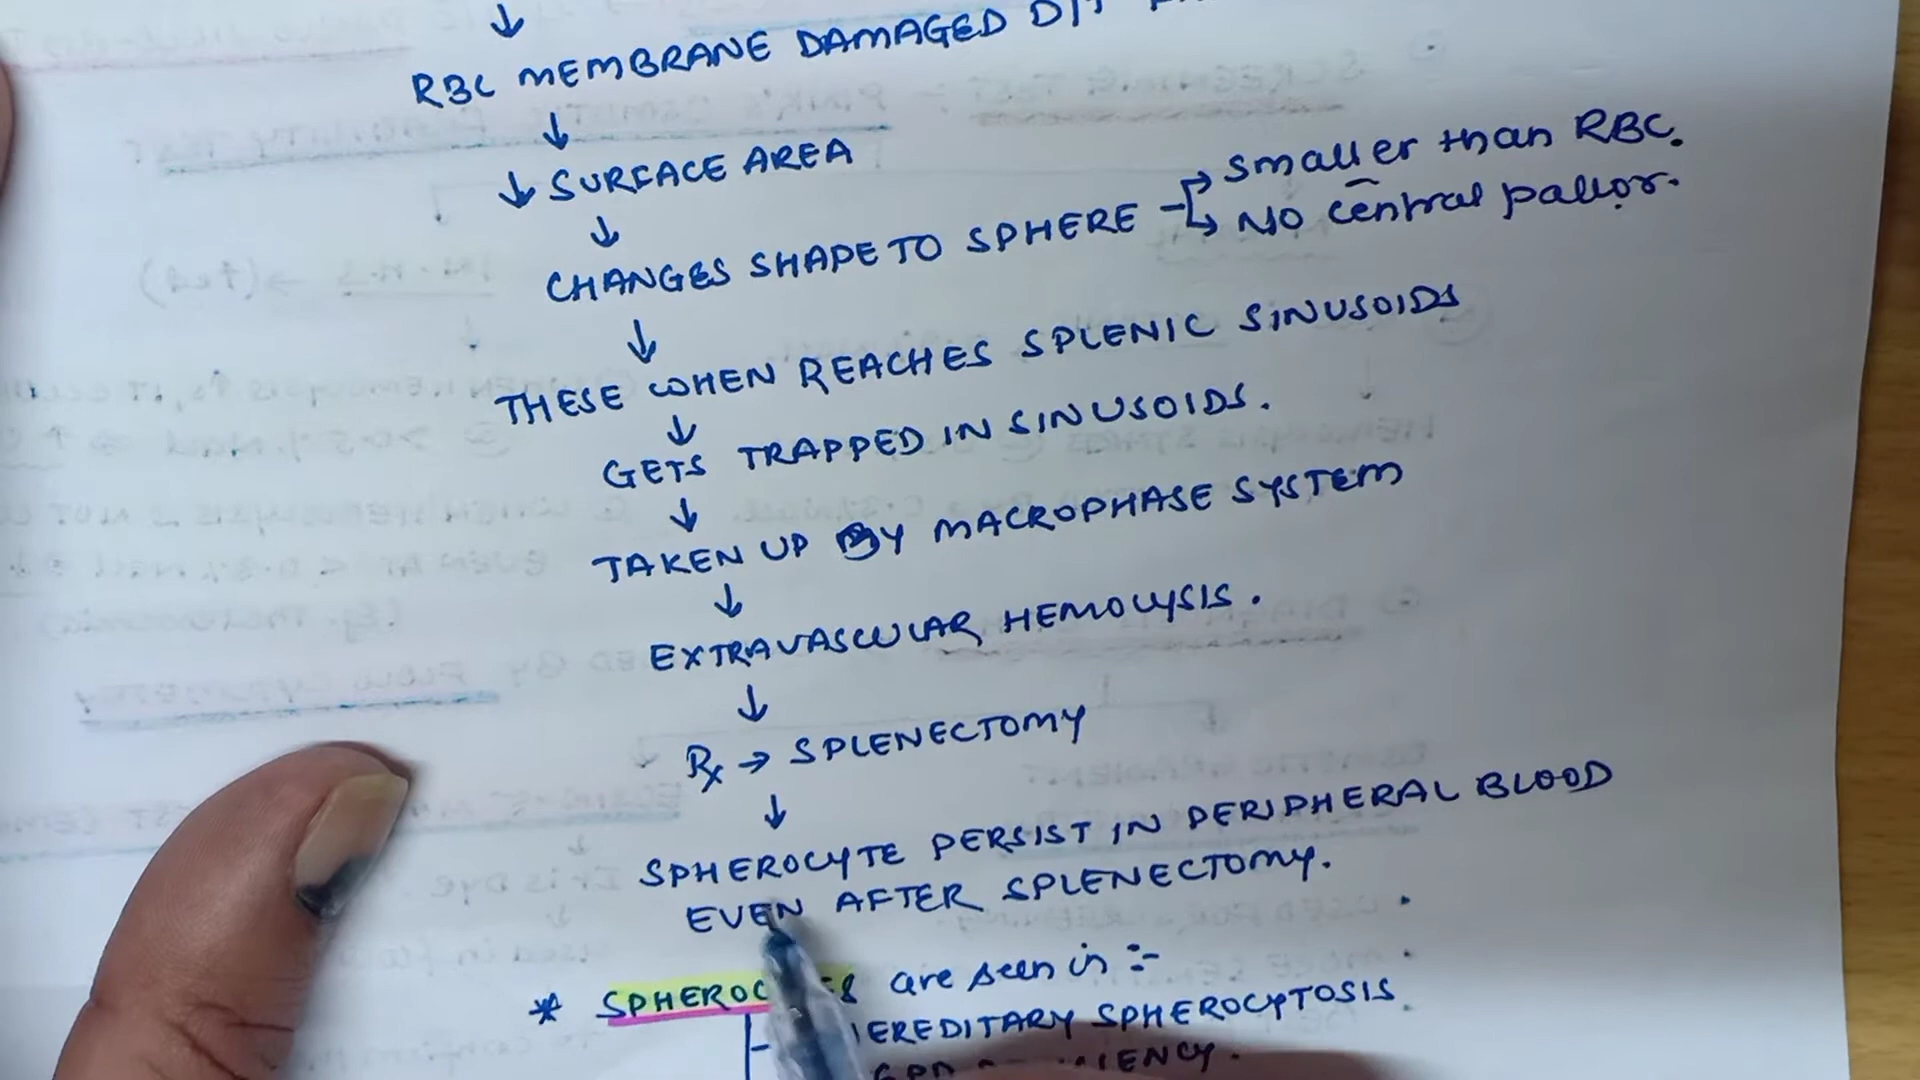 RBC MEMBRANE DAMAGED D/T
↓
↓ SURFACE AREA
↓
CHANGES SHAPE TO SPHERE → smaller than RBC.
→ NO central pallor.
↓
THESE WHEN REACHES SPLENIC SINUSOIDS
↓
GETS TRAPPED IN SINUSOIDS.
↓
TAKEN UP BY MACROPHASE SYSTEM
↓
EXTRAVASCULAR HEMOLYSIS.
↓
Rx → SPLENECTOMY
↓
SPHEROCYTE PERSIST IN PERIPHERAL BLOOD
EVEN AFTER SPLENECTOMY.
* are seen in :-
HEREDITARY SPHEROCYTOSIS.